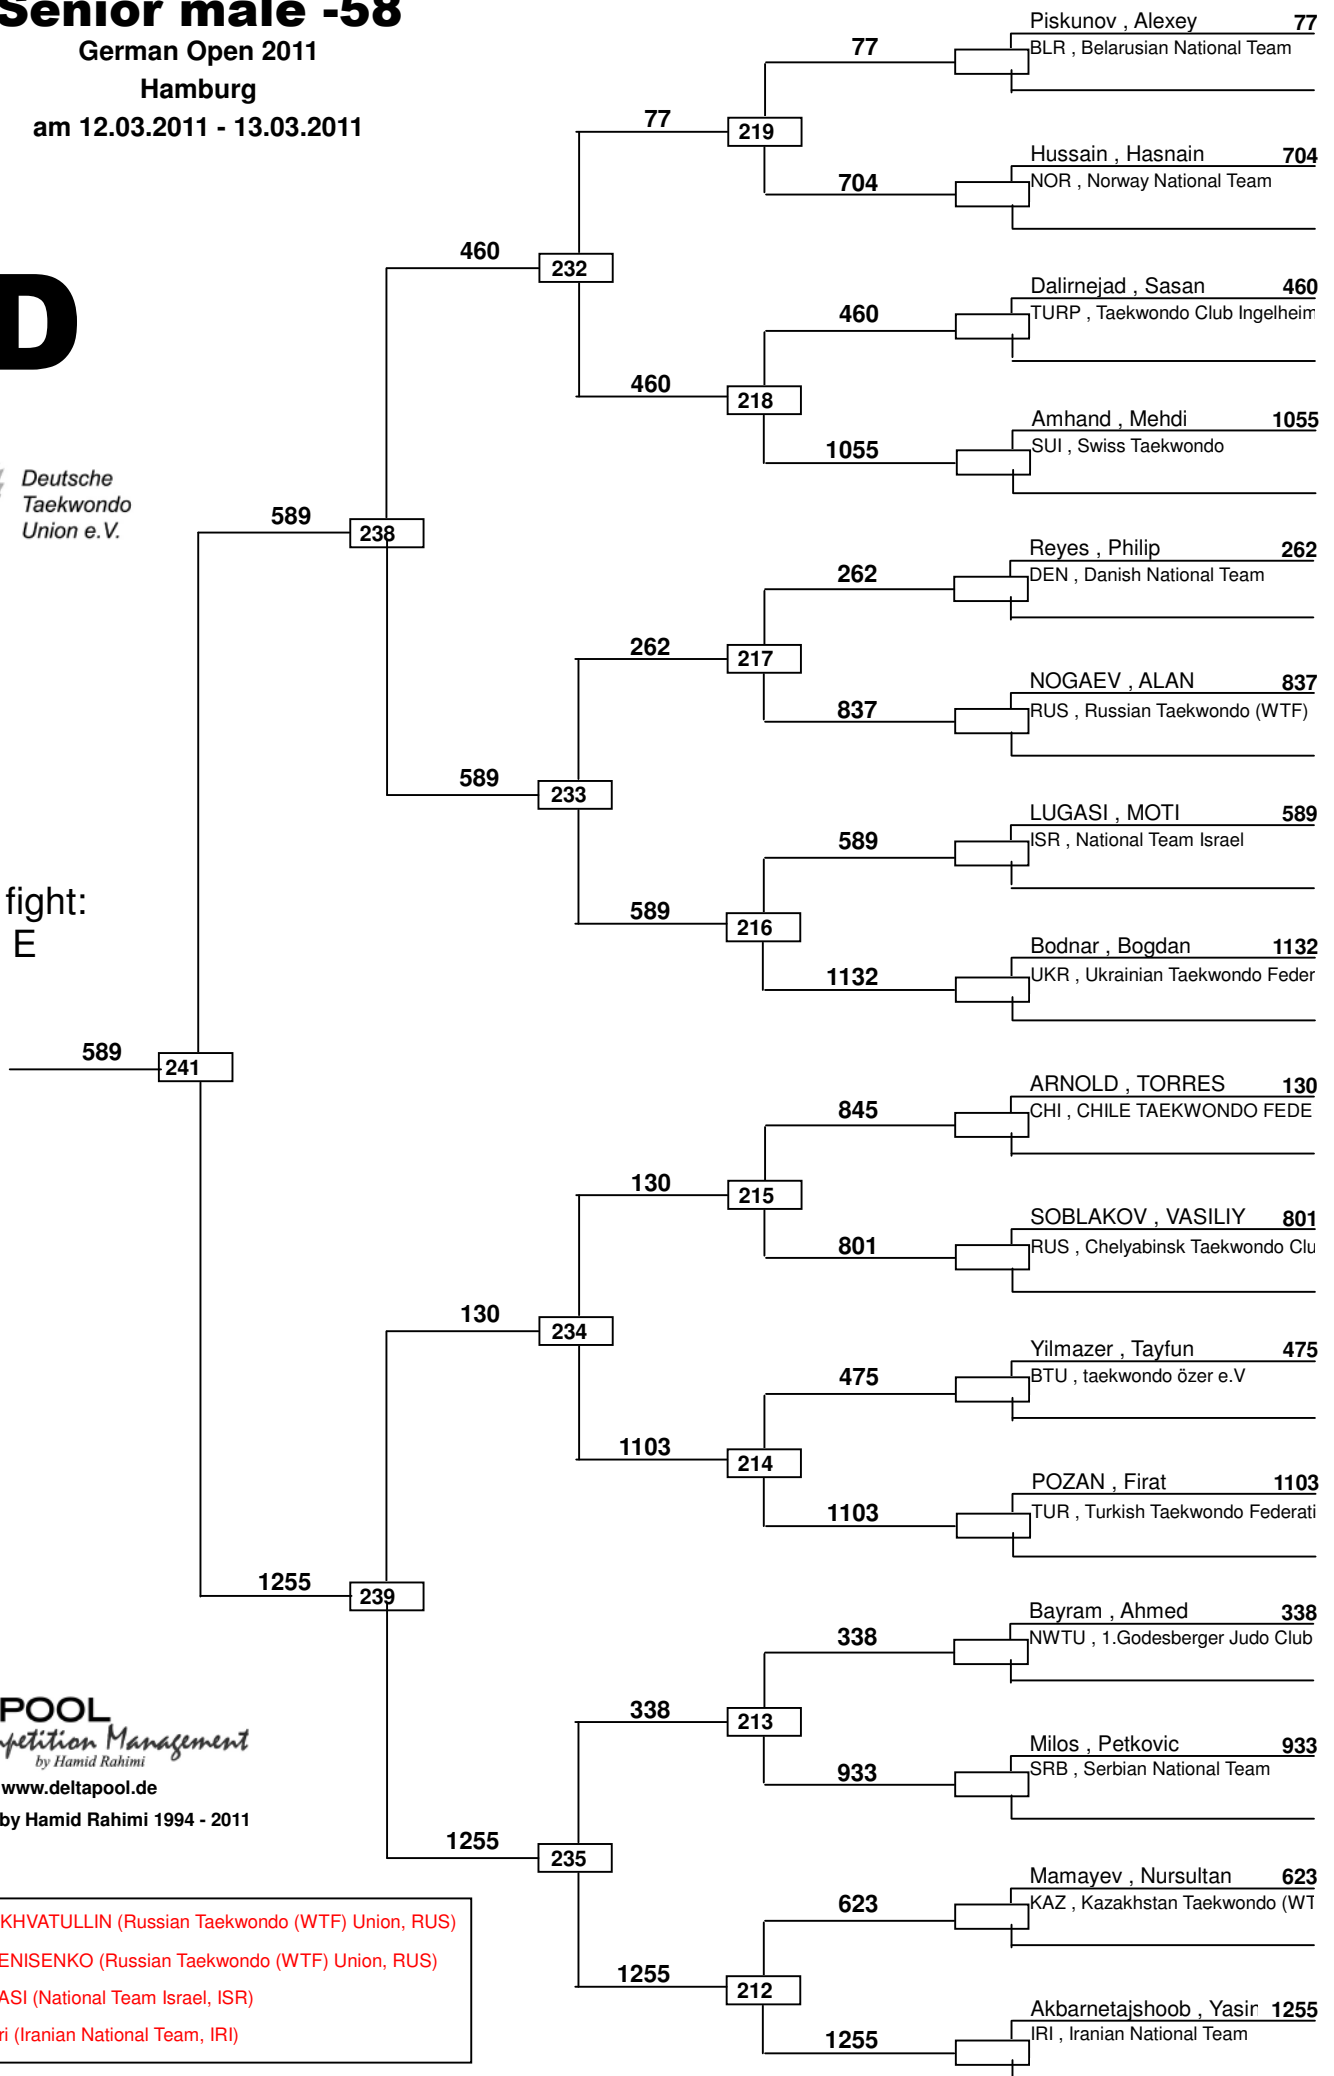 Senior male -58
German Open 2011
Hamburg
am 12.03.2011 - 13.03.2011
D
Deutsche
Taekwondo
Union e.V.
fight:
E
Piskunov , Alexey 77
BLR , Belarusian National Team
77
77
219
Hussain , Hasnain 704
NOR , Norway National Team
704
460
232
Dalirnejad , Sasan 460
TURP , Taekwondo Club Ingelheim
460
460
218
Amhand , Mehdi 1055
SUI , Swiss Taekwondo
1055
589
238
Reyes , Philip 262
DEN , Danish National Team
262
262
217
NOGAEV , ALAN 837
RUS , Russian Taekwondo (WTF)
837
589
233
LUGASI , MOTI 589
ISR , National Team Israel
589
589
216
Bodnar , Bogdan 1132
UKR , Ukrainian Taekwondo Feder
1132
589
241
ARNOLD , TORRES 130
CHI , CHILE TAEKWONDO FEDE
845
130
215
SOBLAKOV , VASILIY 801
RUS , Chelyabinsk Taekwondo Clu
801
130
234
Yilmazer , Tayfun 475
BTU , taekwondo özer e.V
475
1103
214
POZAN , Firat 1103
TUR , Turkish Taekwondo Federati
1103
1255
239
Bayram , Ahmed 338
NWTU , 1.Godesberger Judo Club
338
338
213
Milos , Petkovic 933
SRB , Serbian National Team
933
1255
235
Mamayev , Nursultan 623
KAZ , Kazakhstan Taekwondo (WT
623
1255
212
Akbarnetajshoob , Yasin 1255
IRI , Iranian National Team
1255
POOL
mpetition Management
by Hamid Rahimi
www.deltapool.de
by Hamid Rahimi 1994 - 2011
KHVATULLIN (Russian Taekwondo (WTF) Union, RUS)
ENISENKO (Russian Taekwondo (WTF) Union, RUS)
ASI (National Team Israel, ISR)
ri (Iranian National Team, IRI)